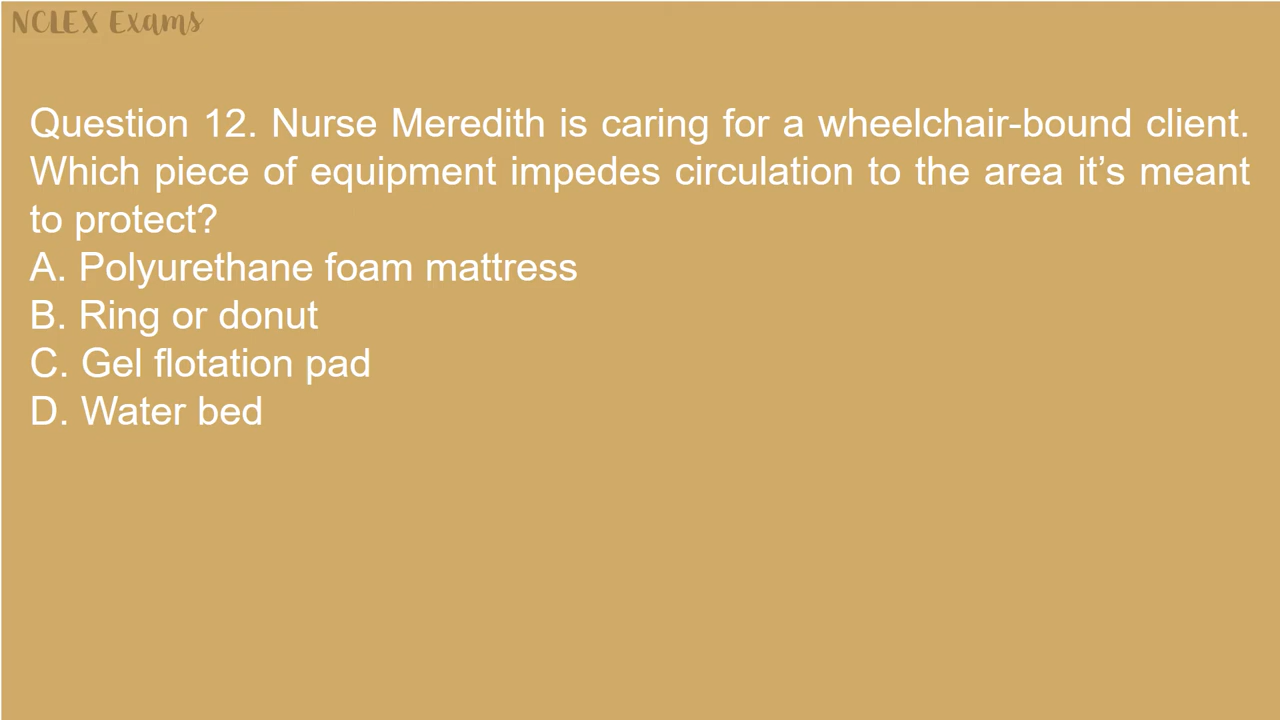 NCLEX Exams
Question 12. Nurse Meredith is caring for a wheelchair-bound client.
Which piece of equipment impedes circulation to the area it’s meant
to protect?
A. Polyurethane foam mattress
B. Ring or donut
C. Gel flotation pad
D. Water bed